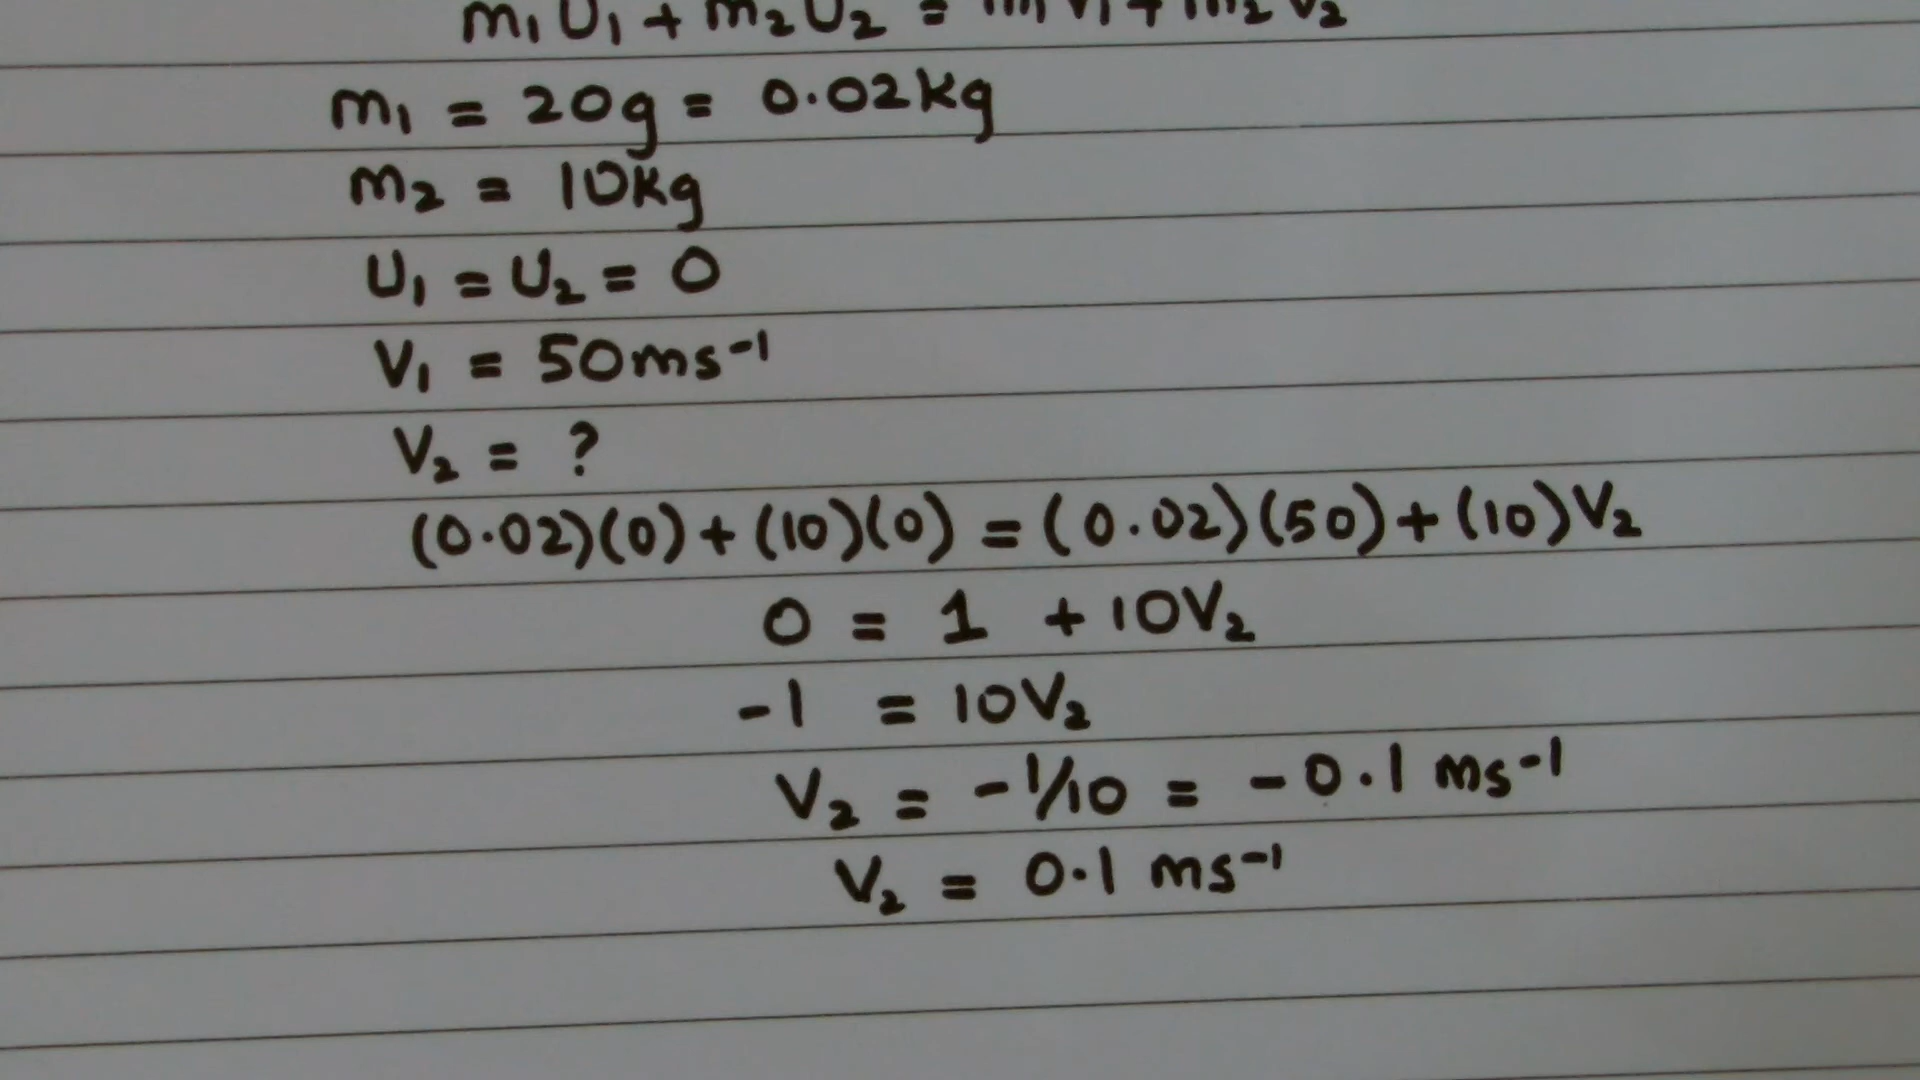 m₁U₁ + m₂U₂ = m₁V₁ + m₂V₂
m₁ = 20g = 0.02kg
m₂ = 10kg
U₁ = U₂ = 0
V₁ = 50ms⁻¹
V₂ = ?
(0.02)(0) + (10)(0) = (0.02)(50) + (10)V₂
0 = 1 + 10V₂
-1 = 10V₂
V₂ = -1/10 = -0.1 ms⁻¹
V₂ = 0.1 ms⁻¹